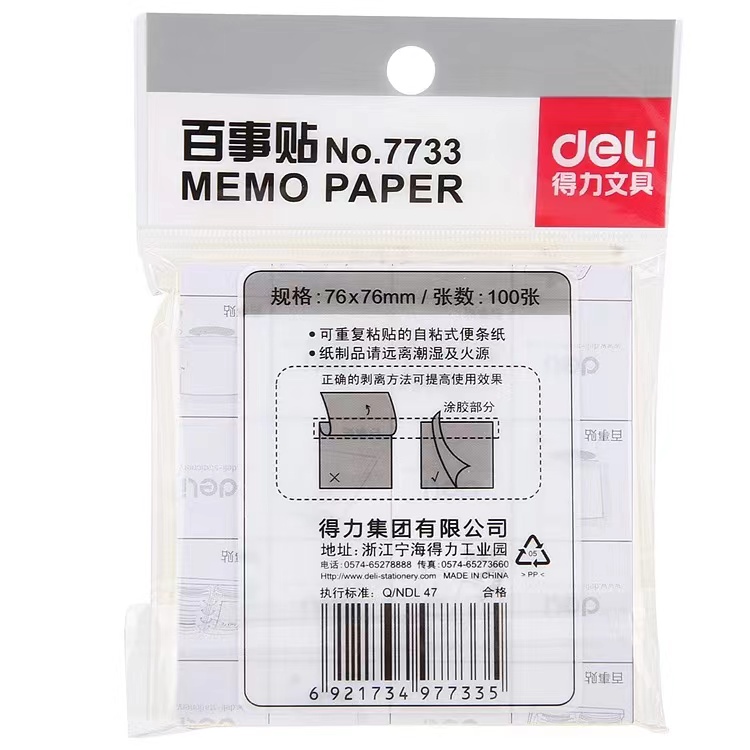 百事贴No.7733
MEMO PAPER
deli
得力文具
规格:76x76mm / 张数:100张
•可重复粘贴的自粘式便条纸
•纸制品请远离潮湿及火源
正确的剥离方法可提高使用效果
涂胶部分
× √
得力集团有限公司
地址: 浙江宁海得力工业园
电话: 0574-65278888 传真: 0574-65273660
Http://www.deli-stationery.com MADE IN CHINA
05
>PP<
执行标准: Q/NDL 47 合格
6 921734 977335